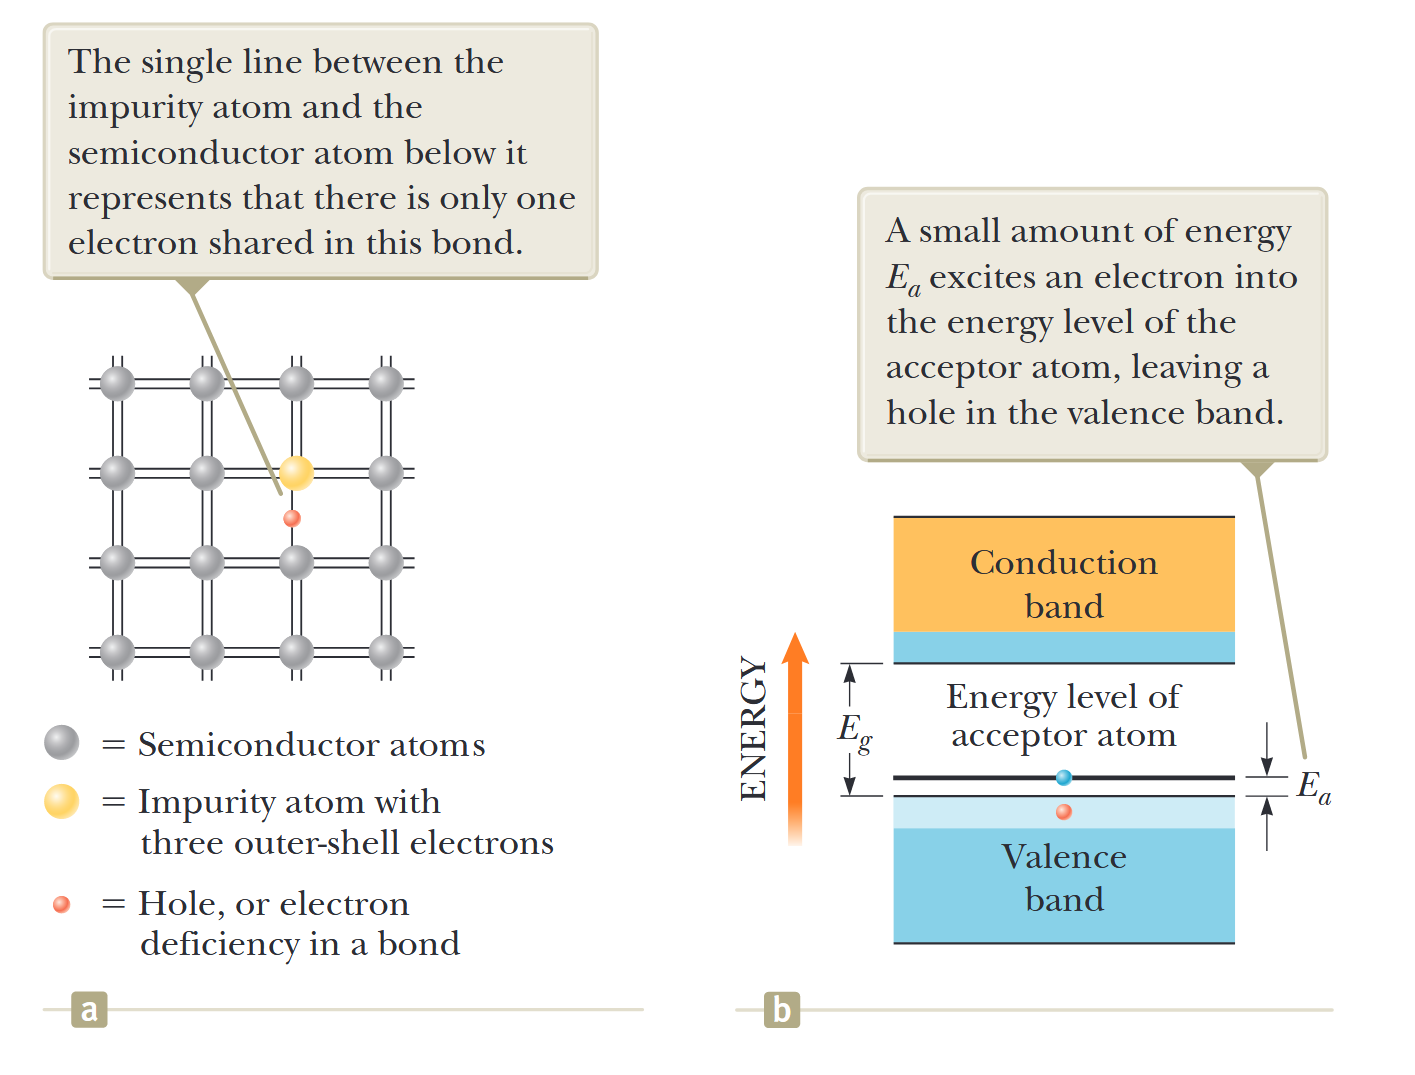 The single line between the
impurity atom and the
semiconductor atom below it
represents that there is only one
electron shared in this bond.
= Semiconductor atoms
= Impurity atom with
three outer-shell electrons
= Hole, or electron
deficiency in a bond
a
A small amount of energy
Ea excites an electron into
the energy level of the
acceptor atom, leaving a
hole in the valence band.
ENERGY
Conduction
band
Eg
Energy level of
acceptor atom
Ea
Valence
band
b